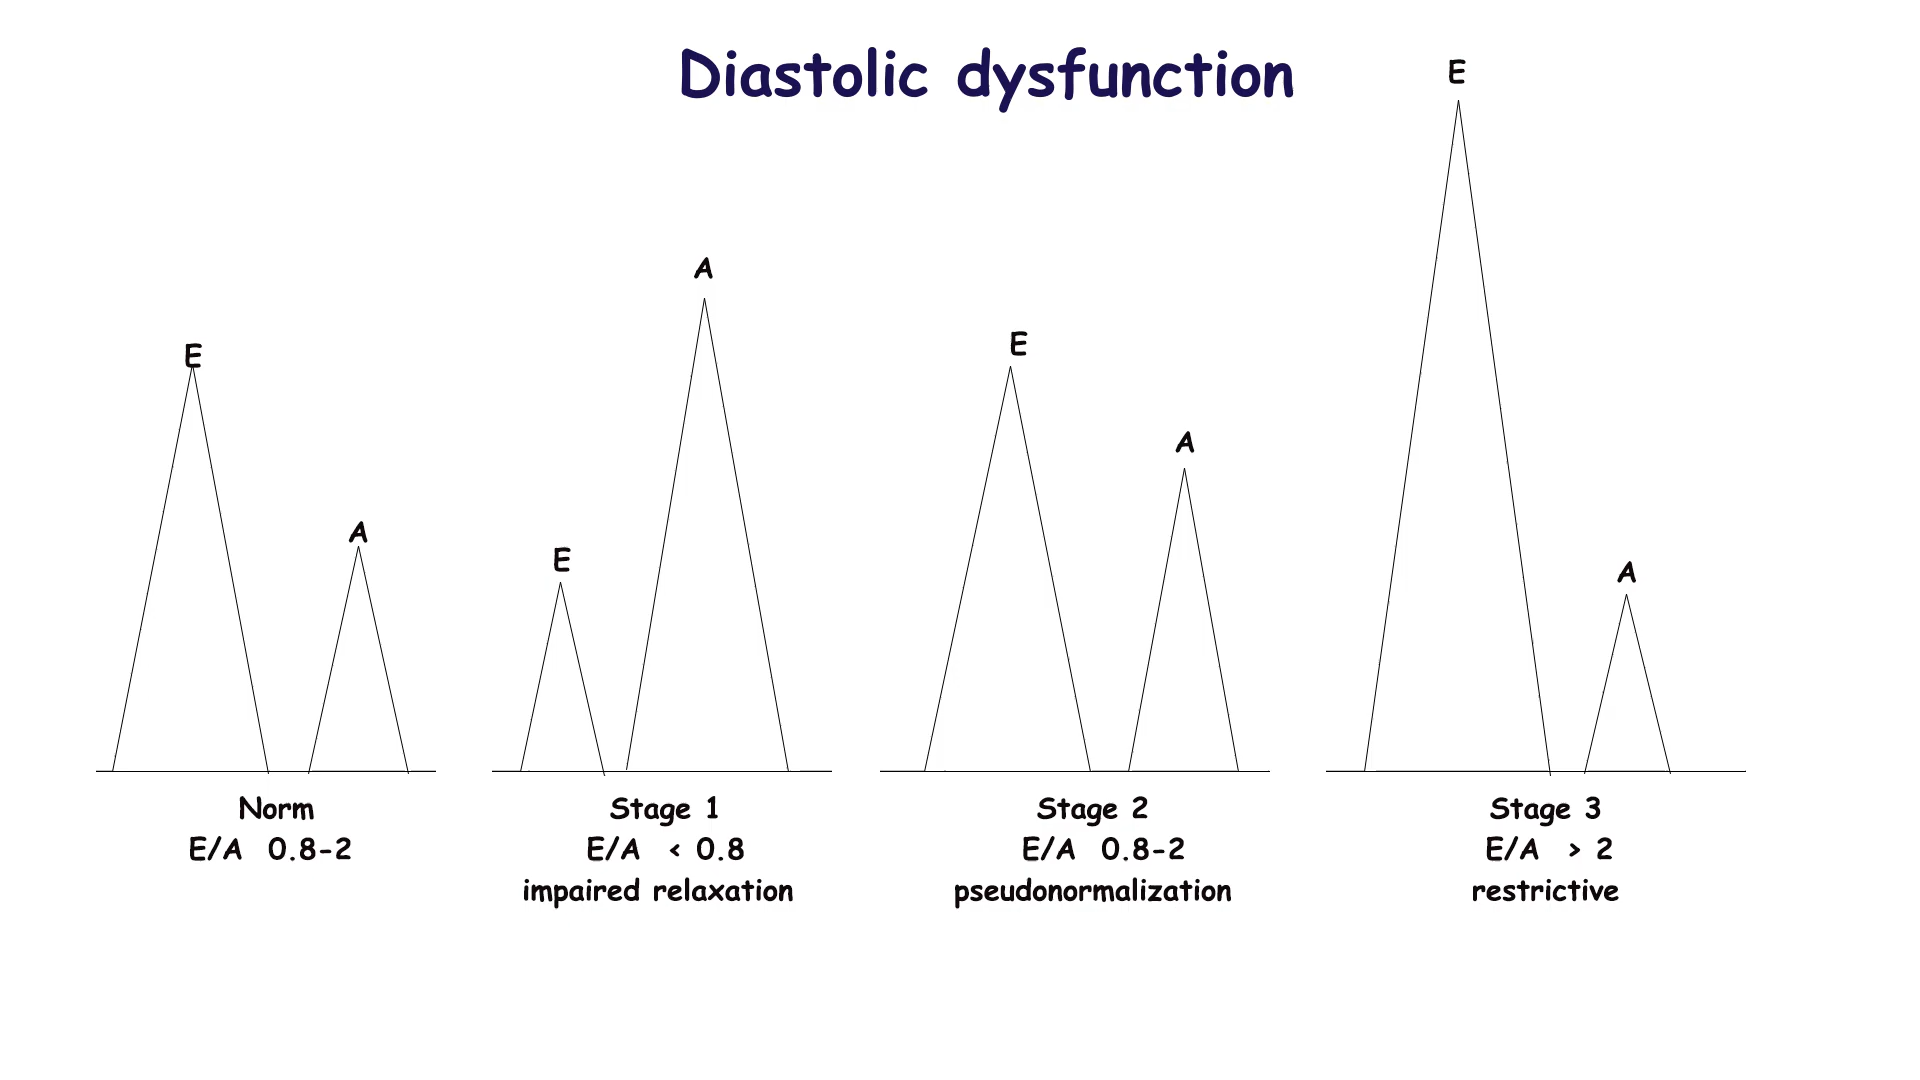 Diastolic dysfunction
E
A
E
A
E
A
E
A
Norm
E/A 0.8-2
Stage 1
E/A < 0.8
impaired relaxation
Stage 2
E/A 0.8-2
pseudonormalization
Stage 3
E/A > 2
restrictive